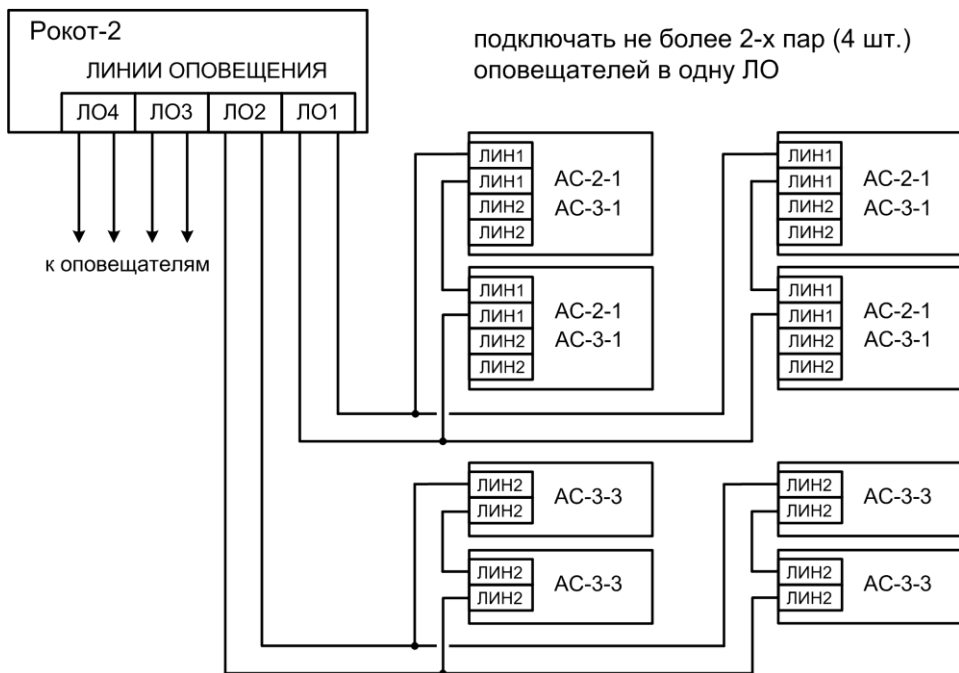 Рокот-2
ЛИНИИ ОПОВЕЩЕНИЯ
ЛО4 ЛО3 ЛО2 ЛО1
к оповещателям
подключать не более 2-х пар (4 шт.)
оповещателей в одну ЛО
ЛИН1
ЛИН1
ЛИН2
ЛИН2
АС-2-1
АС-3-1
ЛИН1
ЛИН1
ЛИН2
ЛИН2
АС-2-1
АС-3-1
ЛИН1
ЛИН1
ЛИН2
ЛИН2
АС-2-1
АС-3-1
ЛИН1
ЛИН1
ЛИН2
ЛИН2
АС-2-1
АС-3-1
ЛИН2
ЛИН2
АС-3-3
ЛИН2
ЛИН2
АС-3-3
ЛИН2
ЛИН2
АС-3-3
ЛИН2
ЛИН2
АС-3-3